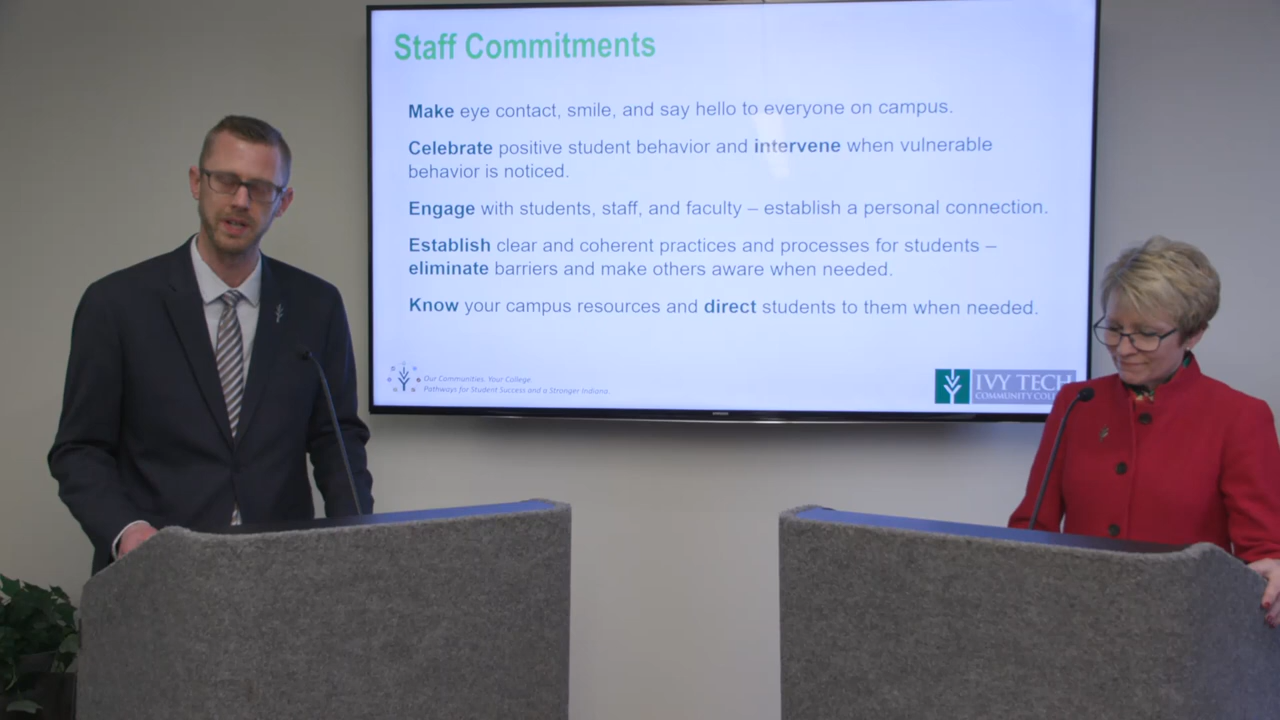 Staff Commitments
Make eye contact, smile, and say hello to everyone on campus.
Celebrate positive student behavior and intervene when vulnerable
behavior is noticed.
Engage with students, staff, and faculty – establish a personal connection.
Establish clear and coherent practices and processes for students –
eliminate barriers and make others aware when needed.
Know your campus resources and direct students to them when needed.
Our Communities. Your College.
Pathways for Student Success and a Stronger Indiana.
IVY TECH
COMMUNITY